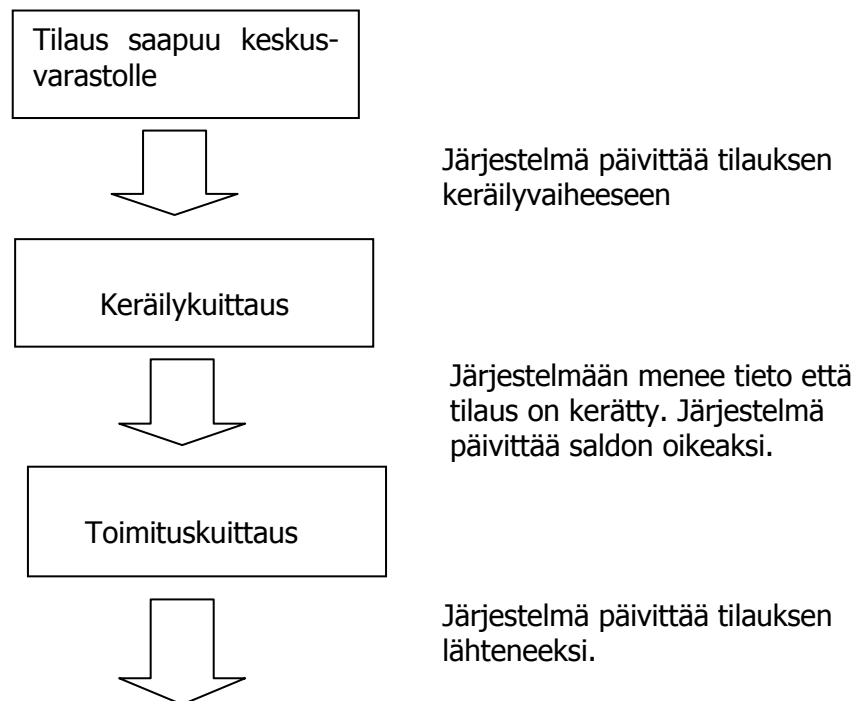 Tilaus saapuu keskus-
varastolle
Järjestelmä päivittää tilauksen
keräilyvaiheeseen
Keräilykuittaus
Järjestelmään menee tieto että
tilaus on kerätty. Järjestelmä
päivittää saldon oikeaksi.
Toimituskuittaus
Järjestelmä päivittää tilauksen
lähteneeksi.